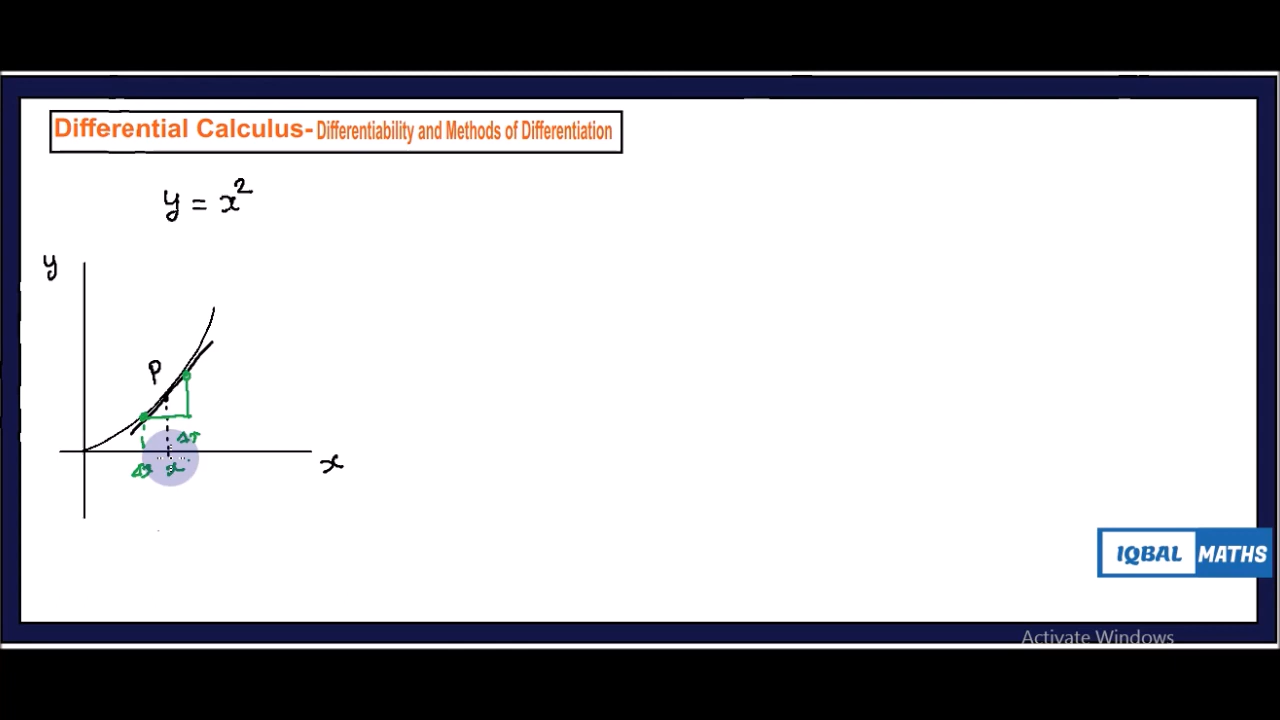 Differential Calculus- Differentiability and Methods of Differentiation
y = x²
y
P
x
x
IQBAL MATHS
Activate Windows